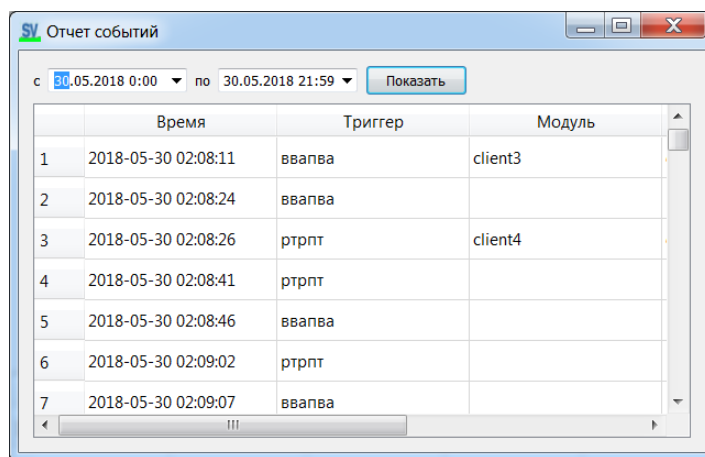 SV Отчет событий
с 30.05.2018 0:00 по 30.05.2018 21:59 Показать
Время Триггер Модуль
1 2018-05-30 02:08:11 ввапва client3
2 2018-05-30 02:08:24 ввапва
3 2018-05-30 02:08:26 ртрпт client4
4 2018-05-30 02:08:41 ртрпт
5 2018-05-30 02:08:46 ввапва
6 2018-05-30 02:09:02 ртрпт
7 2018-05-30 02:09:07 ввапва